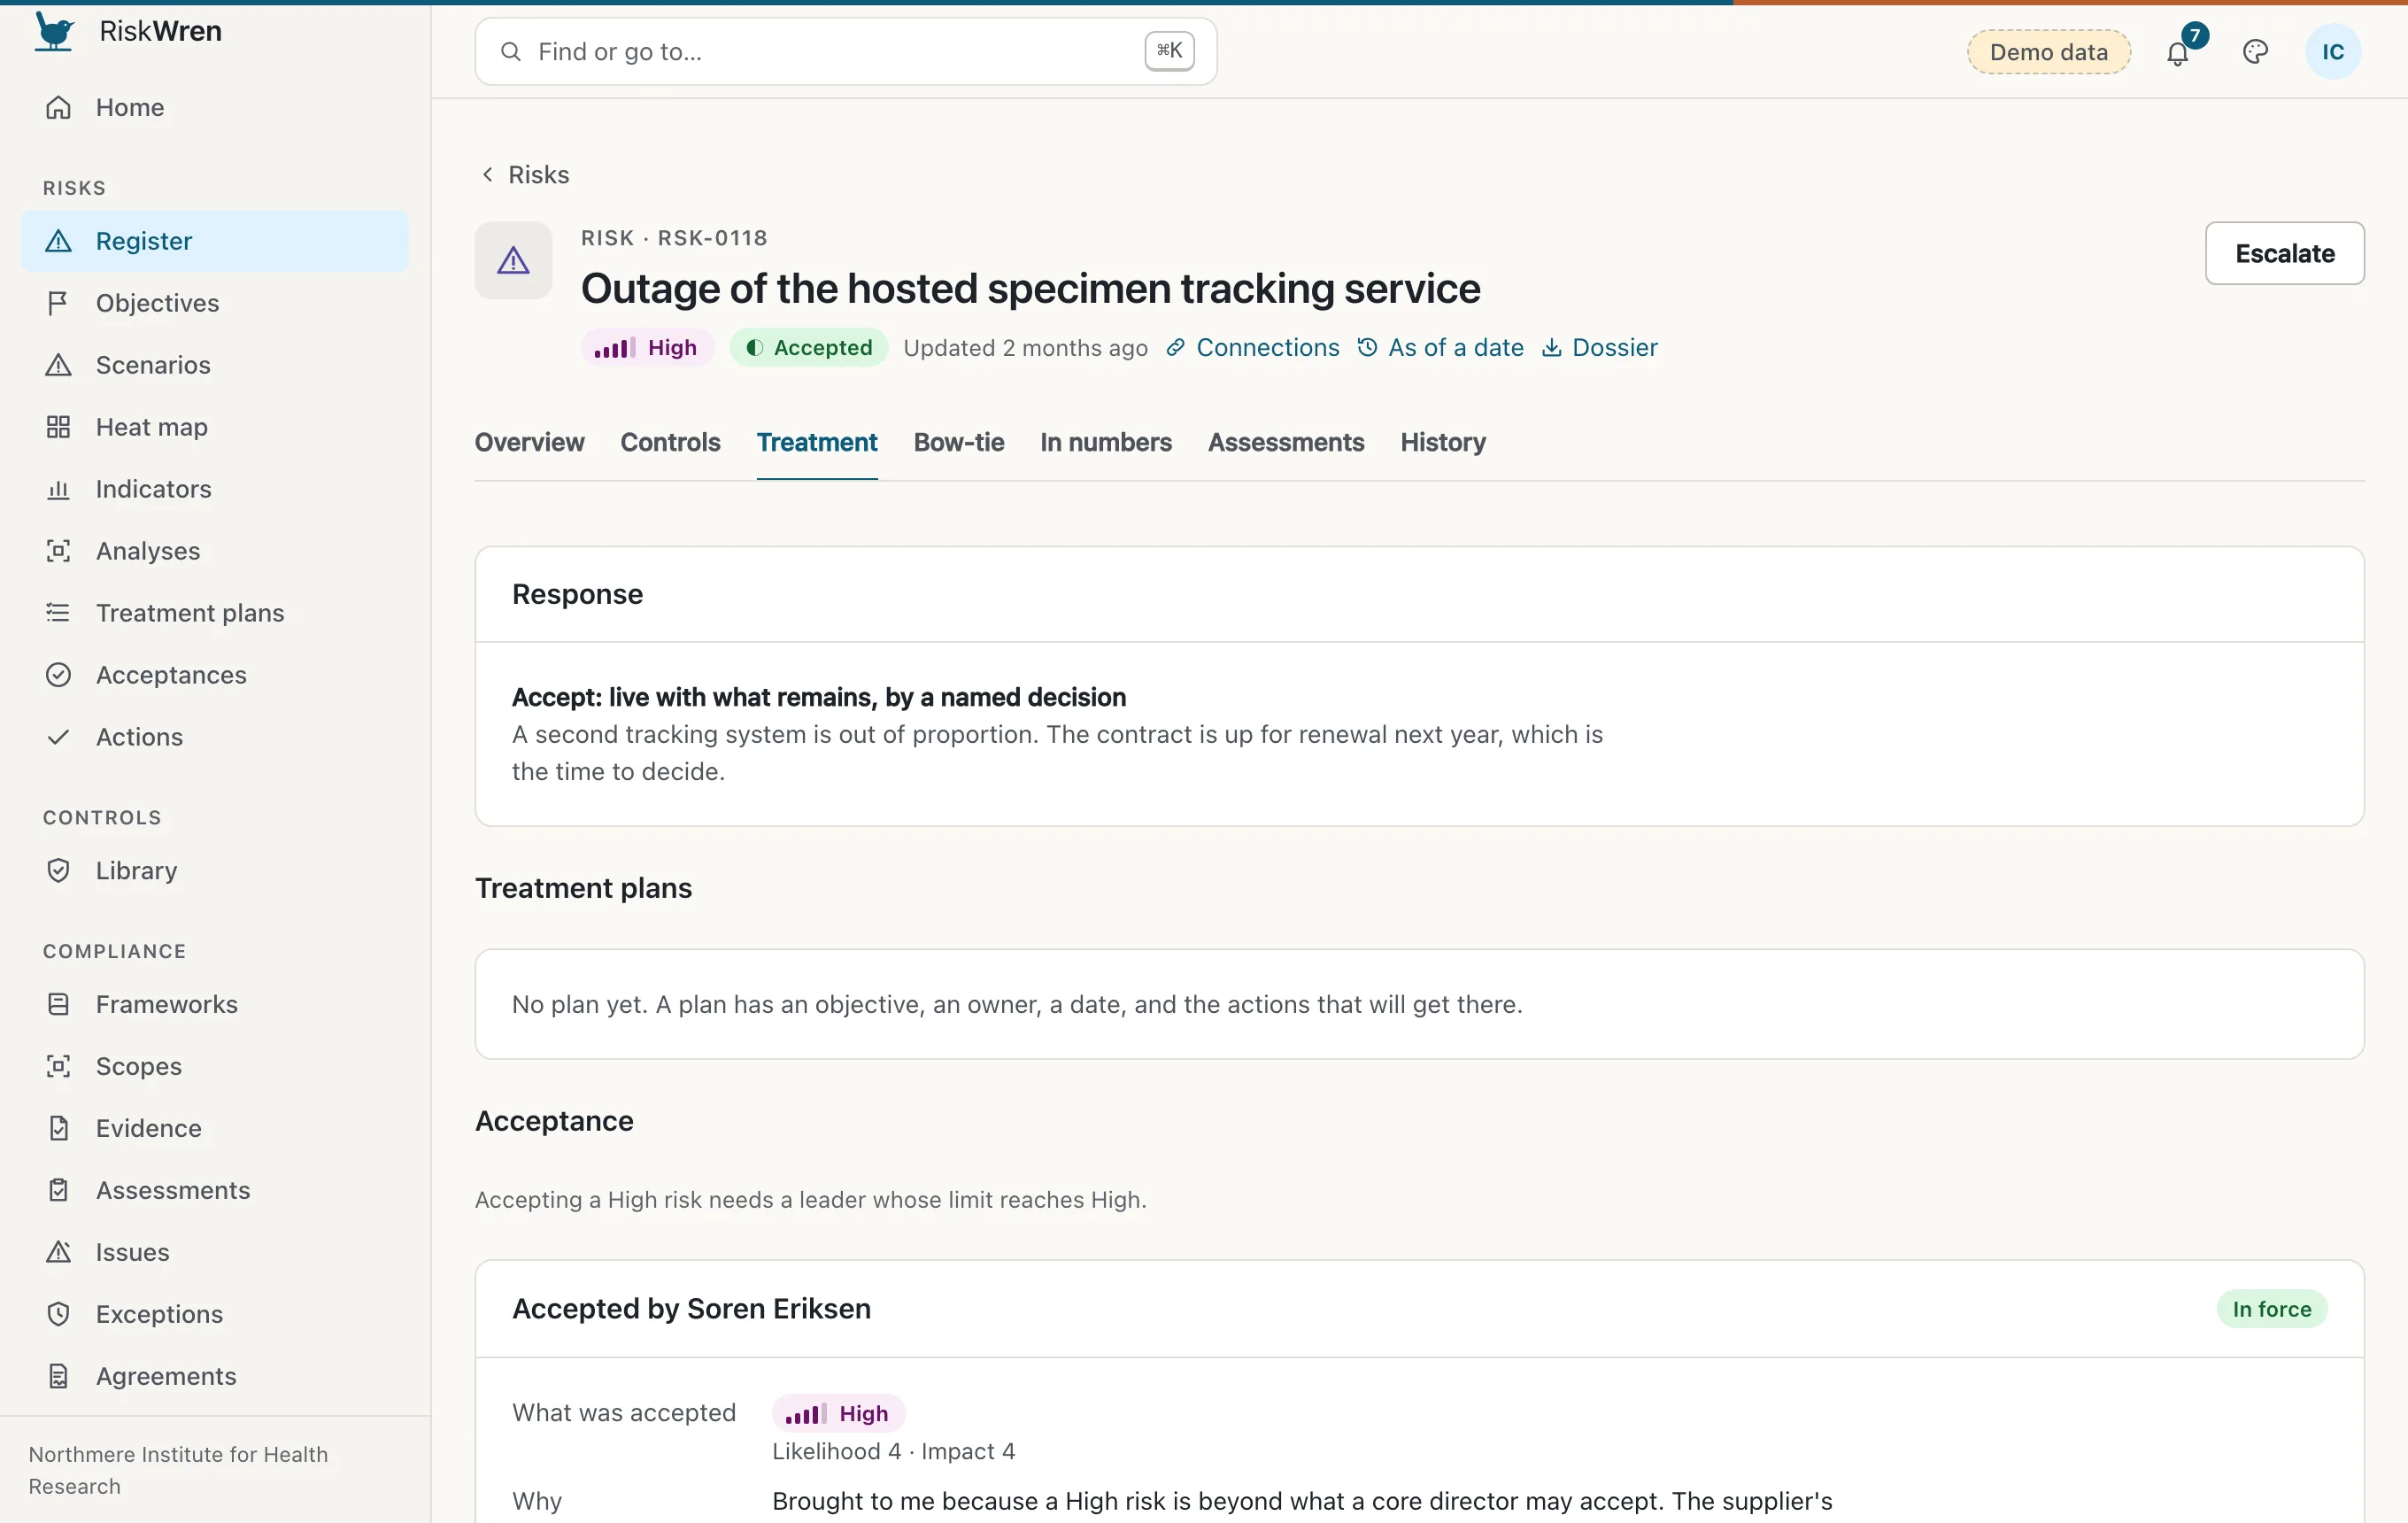 RiskWren
Find or go to...
⌘K
Demo data
7
IC
Home
RISKS
Register
Objectives
Scenarios
Heat map
Indicators
Analyses
Treatment plans
Acceptances
Actions
CONTROLS
Library
COMPLIANCE
Frameworks
Scopes
Evidence
Assessments
Issues
Exceptions
Agreements
Northmere Institute for Health
Research
Risks
RISK · RSK-0118
Outage of the hosted specimen tracking service
Escalate
High
Accepted
Updated 2 months ago
Connections
As of a date
Dossier
Overview
Controls
Treatment
Bow-tie
In numbers
Assessments
History
Response
Accept: live with what remains, by a named decision
A second tracking system is out of proportion. The contract is up for renewal next year, which is
the time to decide.
Treatment plans
No plan yet. A plan has an objective, an owner, a date, and the actions that will get there.
Acceptance
Accepting a High risk needs a leader whose limit reaches High.
Accepted by Soren Eriksen
In force
What was accepted
High
Likelihood 4 · Impact 4
Why
Brought to me because a High risk is beyond what a core director may accept. The supplier's